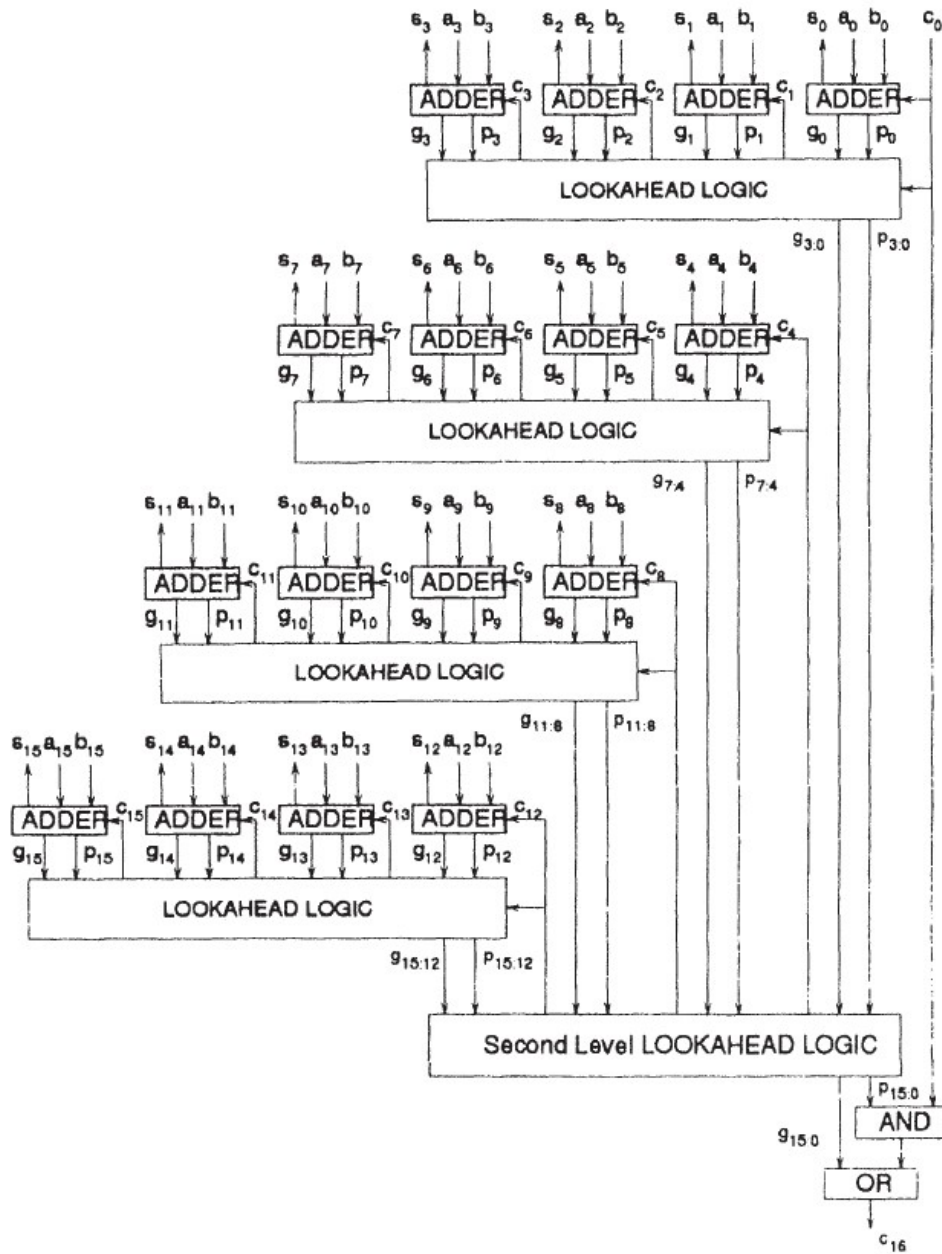 s3 a3 b3 s2 a2 b2 s1 a1 b1 s0 a0 b0 c0
ADDER c3 ADDER c2 ADDER c1 ADDER
g3 p3 g2 p2 g1 p1 g0 p0
LOOKAHEAD LOGIC
g3:0 p3:0
s7 a7 b7 s6 a6 b6 s5 a5 b5 s4 a4 b4
ADDER c7 ADDER c6 ADDER c5 ADDER c4
g7 p7 g6 p6 g5 p5 g4 p4
LOOKAHEAD LOGIC
g7:4 p7:4
s11 a11 b11 s10 a10 b10 s9 a9 b9 s8 a8 b8
ADDER c11 ADDER c10 ADDER c9 ADDER c8
g11 p11 g10 p10 g9 p9 g8 p8
LOOKAHEAD LOGIC
g11:8 p11:8
s15 a15 b15 s14 a14 b14 s13 a13 b13 s12 a12 b12
ADDER c15 ADDER c14 ADDER c13 ADDER c12
g15 p15 g14 p14 g13 p13 g12 p12
LOOKAHEAD LOGIC
g15:12 p15:12
Second Level LOOKAHEAD LOGIC
p15:0
AND
g15:0
OR
c16